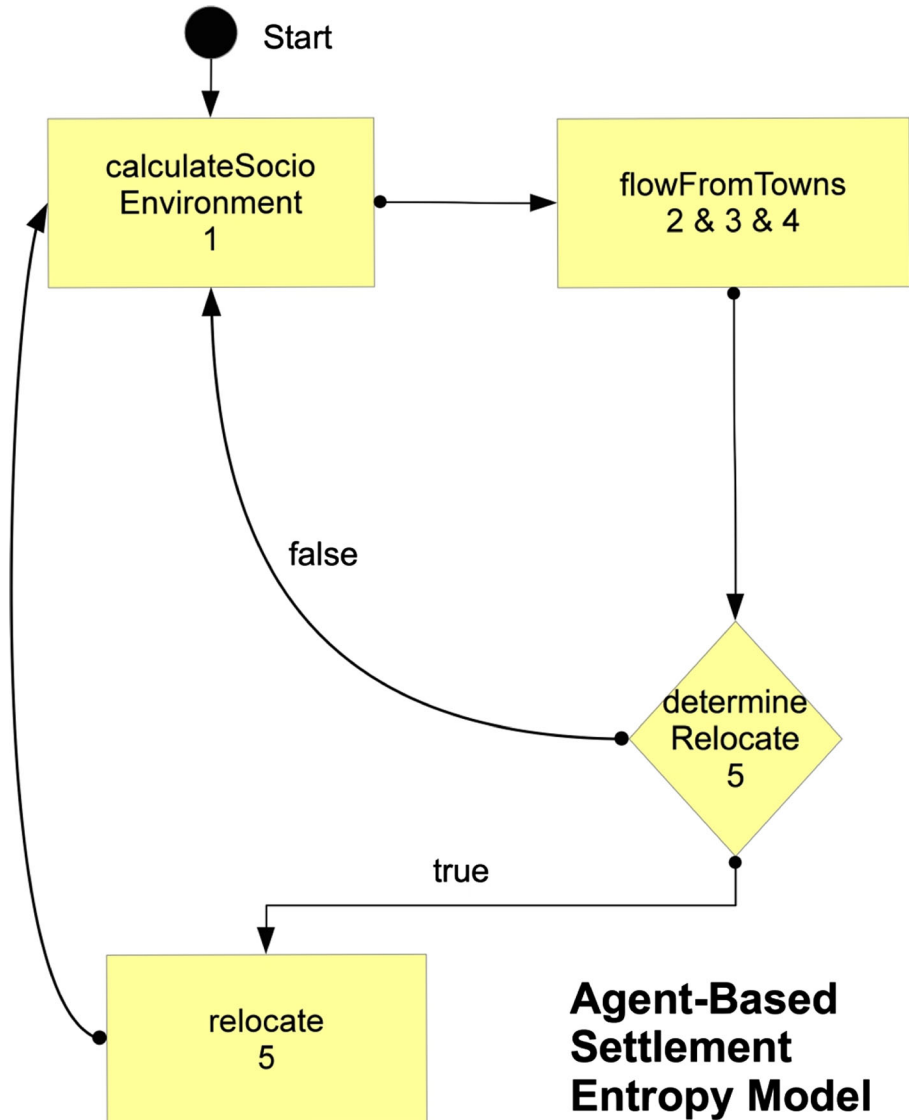 Start
calculateSocio
Environment
1
flowFromTowns
2 & 3 & 4
false
determine
Relocate
5
true
relocate
5
Agent-Based
Settlement
Entropy Model